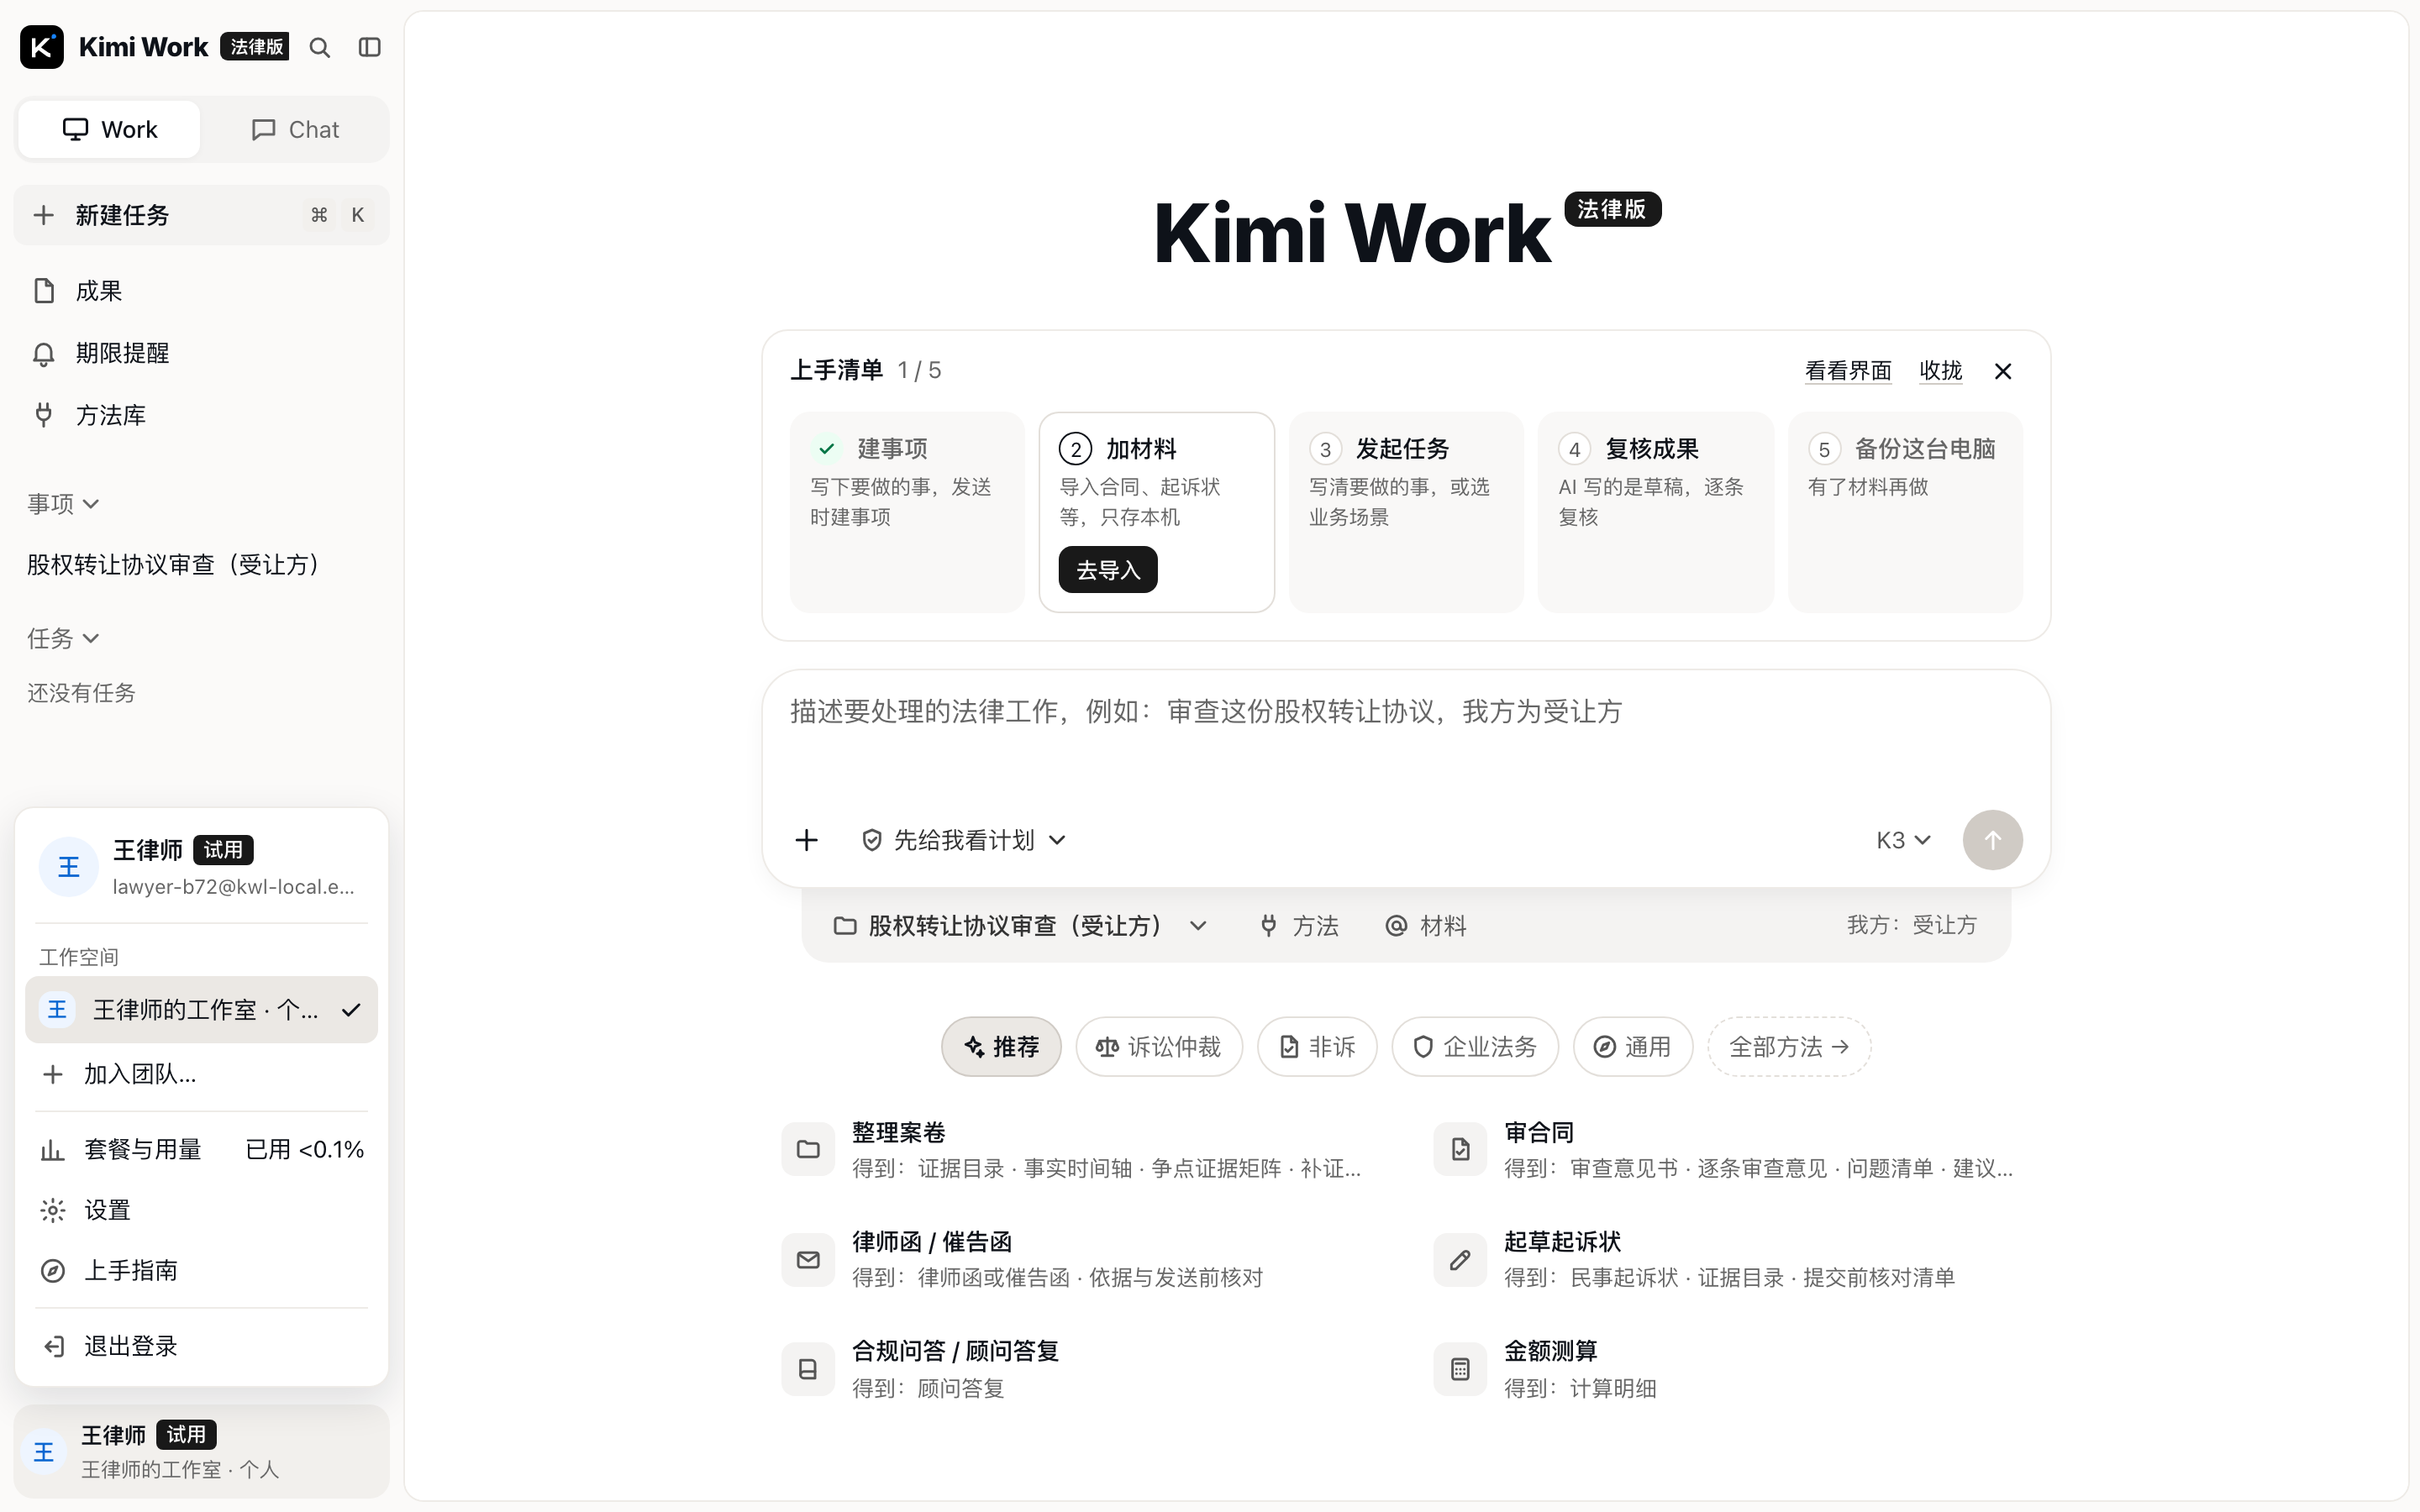 Kimi Work 法律版
Work
Chat
新建任务 ⌘ K
成果
期限提醒
方法库
事项
股权转让协议审查（受让方）
任务
还没有任务
王
王律师 试用
lawyer-b72@kwl-local.e...
工作空间
王 王律师的工作室 · 个...
加入团队...
套餐与用量 已用 <0.1%
设置
上手指南
退出登录
王
王律师 试用
王律师的工作室 · 个人
Kimi Work 法律版
上手清单 1 / 5
看看界面 收拢
建事项
写下要做的事，发送
时建事项
2 加材料
导入合同、起诉状
等，只存本机
去导入
3 发起任务
写清要做的事，或选
业务场景
4 复核成果
AI 写的是草稿，逐条
复核
5 备份这台电脑
有了材料再做
描述要处理的法律工作，例如：审查这份股权转让协议，我方为受让方
先给我看计划
K3
股权转让协议审查（受让方）
方法
材料
我方：受让方
推荐
诉讼仲裁
非诉
企业法务
通用
全部方法 →
整理案卷
得到：证据目录 · 事实时间轴 · 争点证据矩阵 · 补证...
审合同
得到：审查意见书 · 逐条审查意见 · 问题清单 · 建议...
律师函 / 催告函
得到：律师函或催告函 · 依据与发送前核对
起草起诉状
得到：民事起诉状 · 证据目录 · 提交前核对清单
合规问答 / 顾问答复
得到：顾问答复
金额测算
得到：计算明细